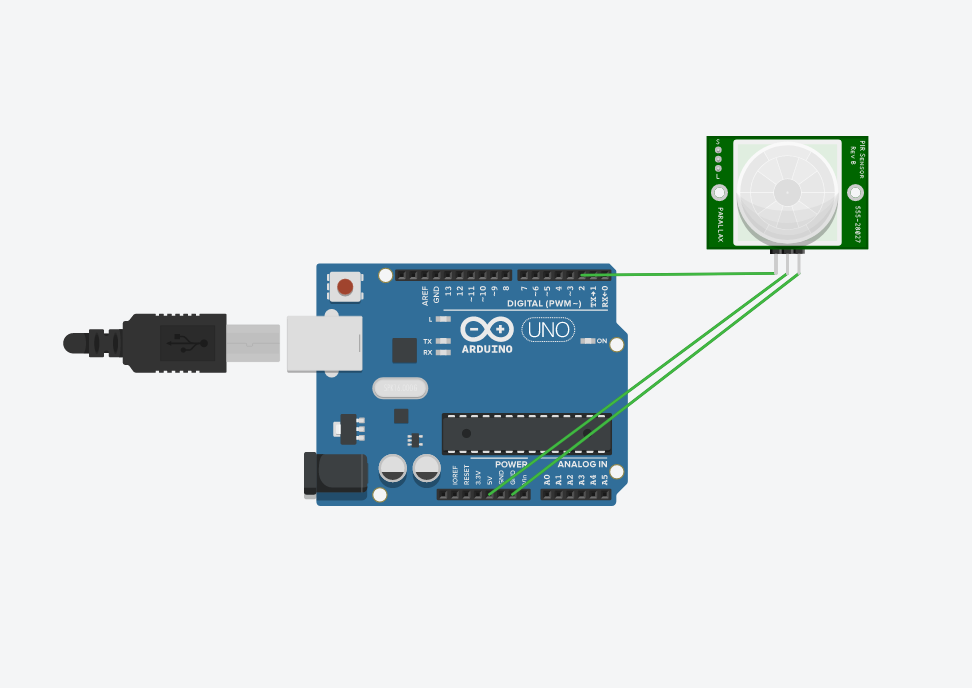 S
L
PARALLAX
PIR SENSOR
REV B
555-28027
AREF
GND
13
12
~11
~10
~9
8
7
~6
~5
4
~3
2
TX→1
RX←0
DIGITAL (PWM~)
L
TX
RX
ARDUINO
UNO
ON
POWER
ANALOG IN
IOREF
RESET
3.3V
5V
GND
GND
Vin
A0
A1
A2
A3
A4
A5